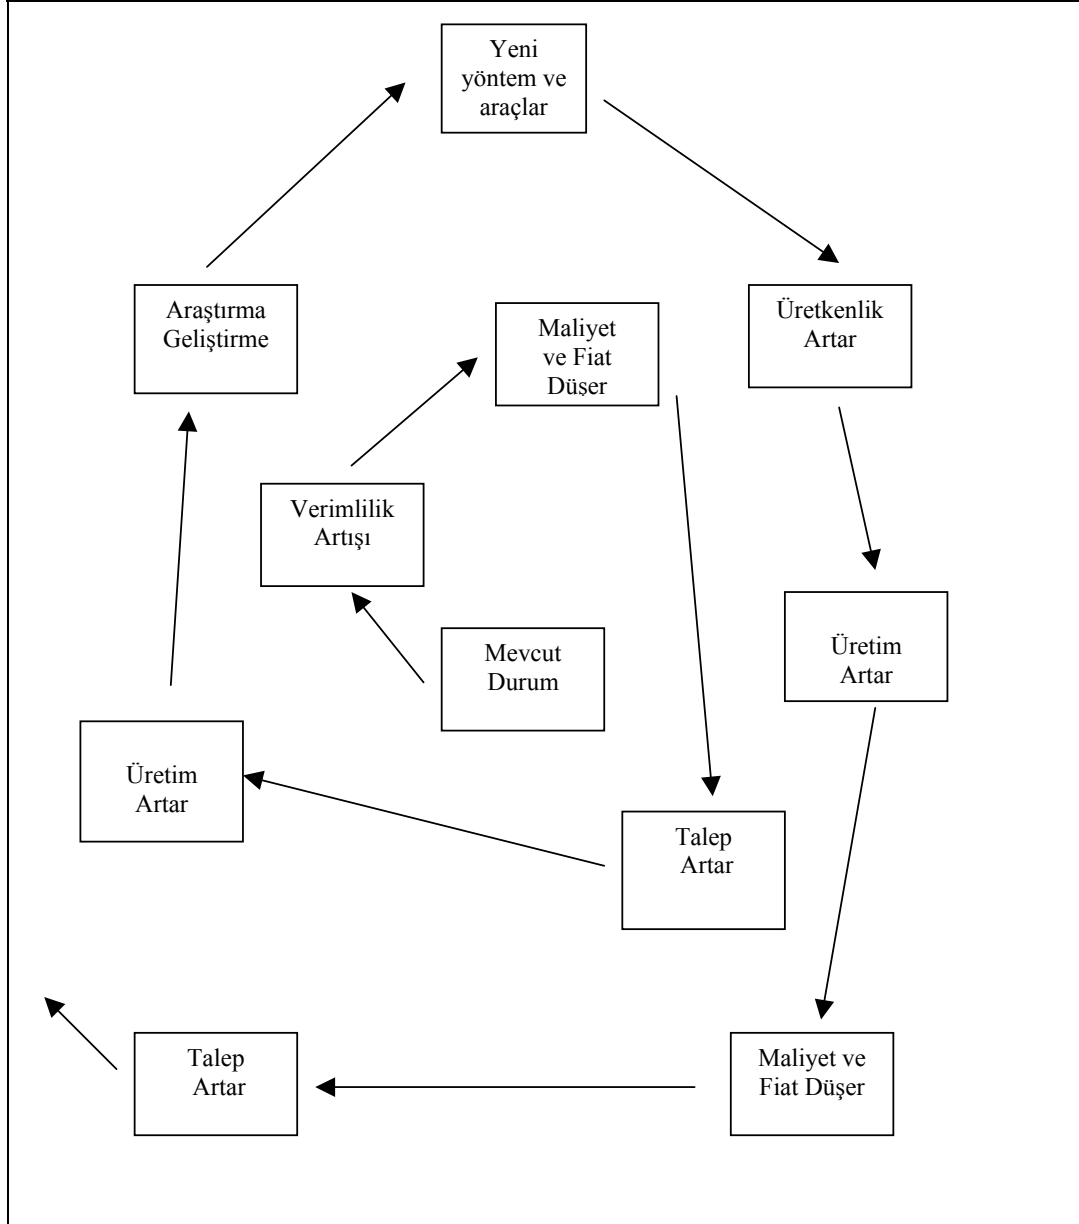 Yeni
yöntem ve
araçlar
Araştırma
Geliştirme
Maliyet
ve Fiat
Düşer
Üretkenlik
Artar
Verimlilik
Artışı
Mevcut
Durum
Üretim
Artar
Üretim
Artar
Talep
Artar
Talep
Artar
Maliyet ve
Fiat Düşer